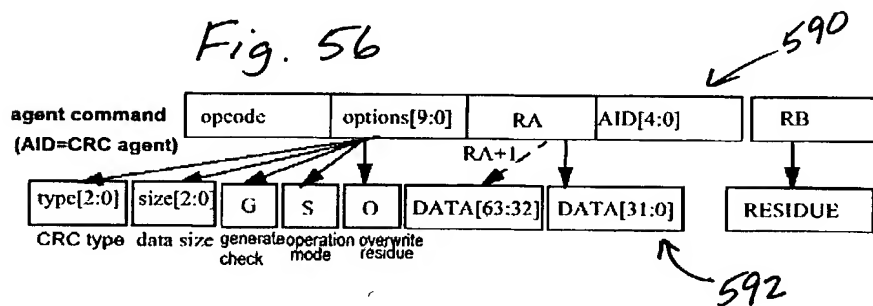 Fig. 56
590
agent command
(AID=CRC agent)
opcode options[9:0] RA AID[4:0] RB
RA+1
type[2:0] size[2:0] G S O DATA[63:32] DATA[31:0] RESIDUE
CRC type data size generate check operation mode overwrite residue
592